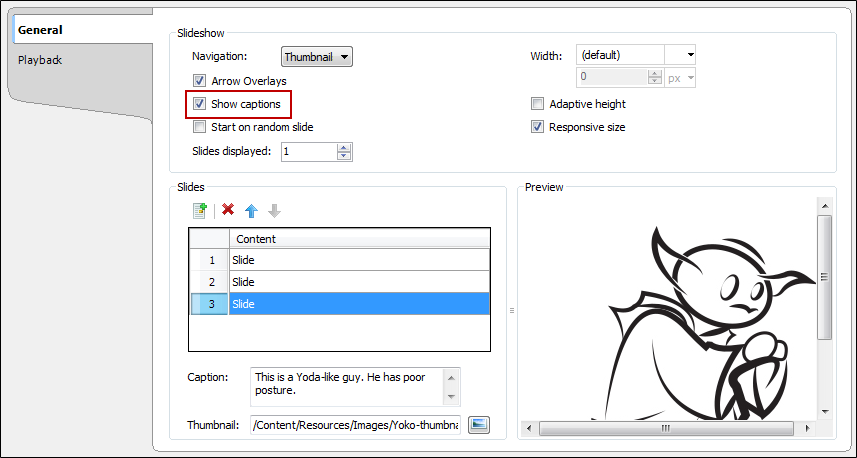 General
Playback
Slideshow
Navigation: Thumbnail
Width: (default)
0 px
Arrow Overlays
Show captions
Adaptive height
Start on random slide
Responsive size
Slides displayed: 1
Slides
Content
1 Slide
2 Slide
3 Slide
Caption: This is a Yoda-like guy. He has poor
posture.
Thumbnail: /Content/Resources/Images/Yoko-thumbna
Preview